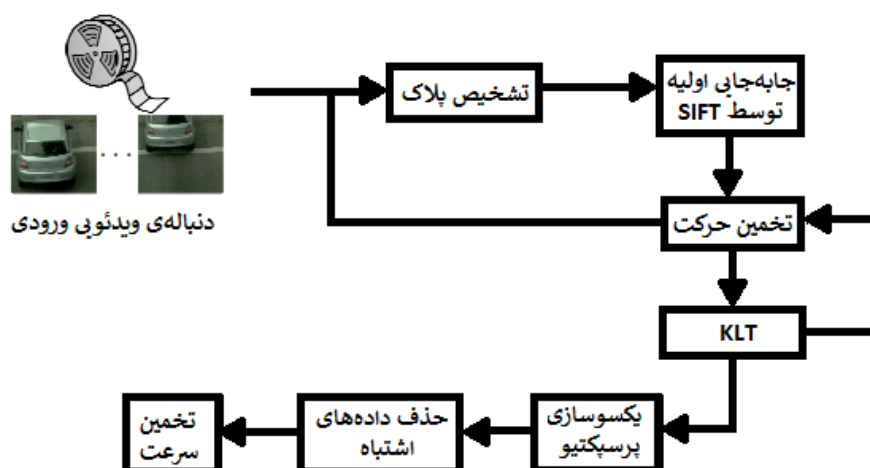 دنباله‌ی ویدئویی ورودی
تشخیص پلاک
جابه‌جایی اولیه
توسط SIFT
تخمین حرکت
KLT
یکسوسازی
پرسپکتیو
حذف داده‌های
اشتباه
تخمین
سرعت